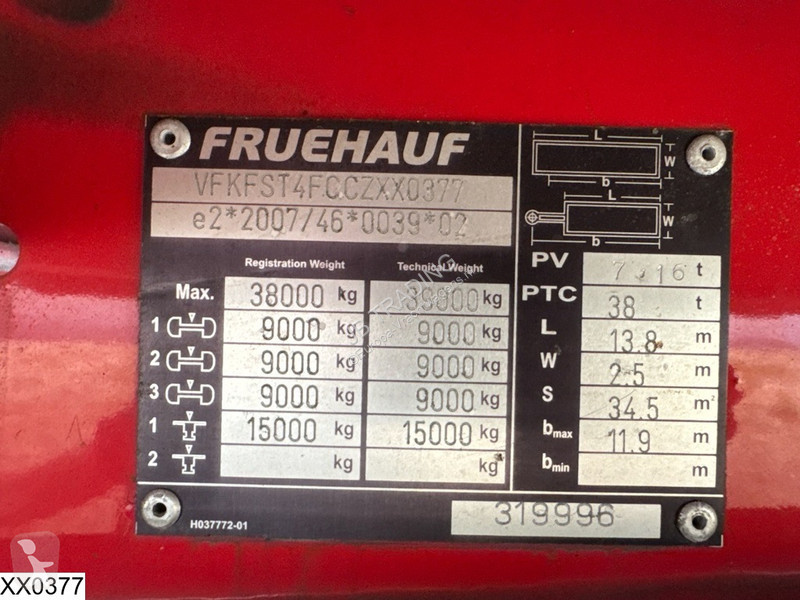 FRUEHAUF
VFKFST4FCCZXX0377
e2*2007/46*0039*02
Registration Weight Technical Weight
Max. 38000 kg kg
1 9000 kg 9000 kg
2 9000 kg 9000 kg
3 9000 kg 9000 kg
1 15000 kg 15000 kg
2 kg kg
L
W
b
L
W
b
PV t
PTC 38 t
L 13.8 m
W 2.5 m
S 34.5 m²
bmax 11.9 m
bmin m
H037772-01
319996
TRADING
XX0377